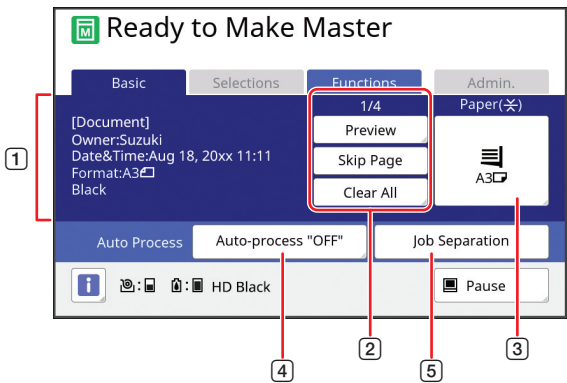 M
Ready to Make Master
Basic
Selections
Functions
Admin.
[Document]
Owner:Suzuki
Date&Time:Aug 18, 20xx 11:11
Format:A3
Black
1/4
Preview
Skip Page
Clear All
Paper()
A3
Auto Process
Auto-process "OFF"
Job Separation
i
: : HD Black
Pause
1
2
3
4
5